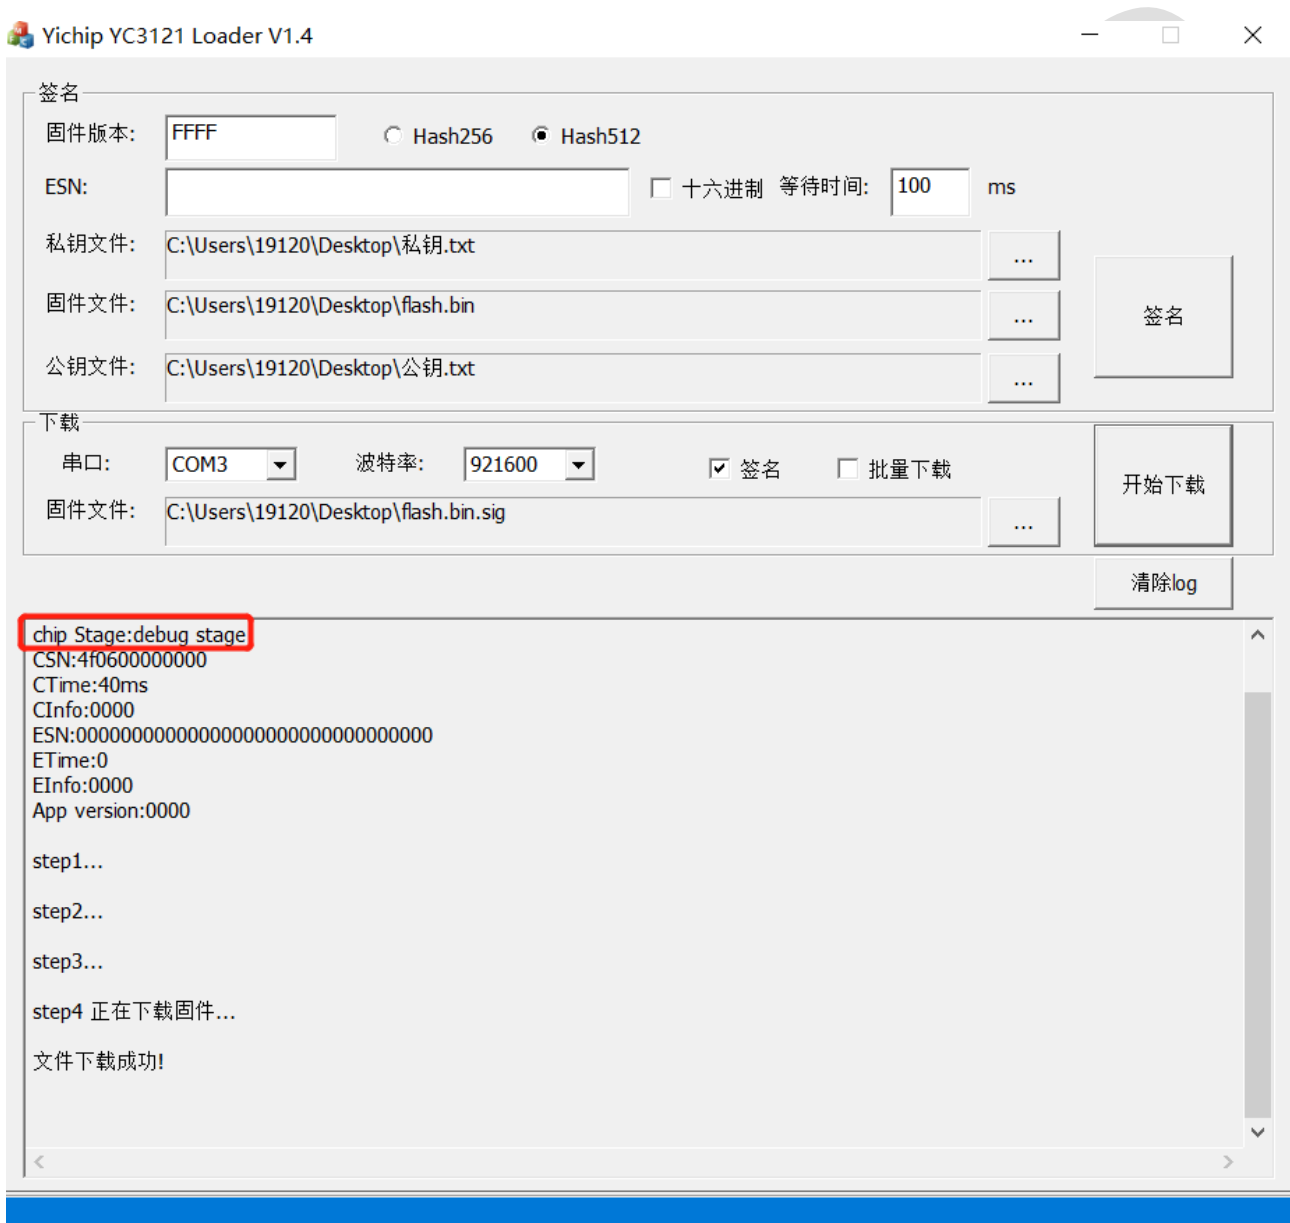 Yichip YC3121 Loader V1.4
签名
固件版本: FFFF Hash256 Hash512
ESN: 十六进制 等待时间: 100 ms
私钥文件: C:\Users\19120\Desktop\私钥.txt ...
固件文件: C:\Users\19120\Desktop\flash.bin ...
签名
公钥文件: C:\Users\19120\Desktop\公钥.txt ...
下载
串口: COM3 波特率: 921600 签名 批量下载
开始下载
固件文件: C:\Users\19120\Desktop\flash.bin.sig ...
清除log
chip Stage:debug stage
CSN:4f0600000000
CTime:40ms
CInfo:0000
ESN:00000000000000000000000000000000
ETime:0
EInfo:0000
App version:0000
step1...
step2...
step3...
step4 正在下载固件...
文件下载成功!